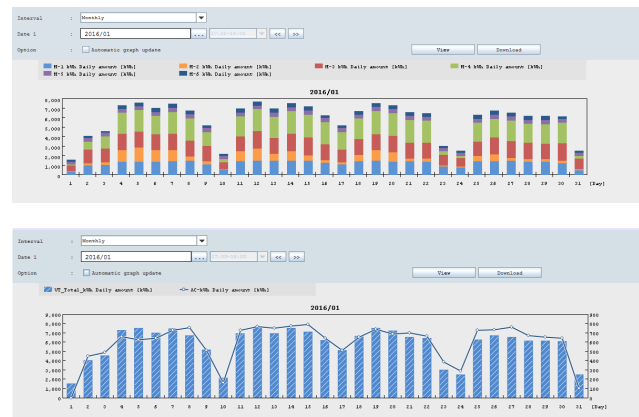 Interval : Monthly
Date 1 : 2016/01 ... << >>
Option : Automatic graph update View Download
M-1 kWh Daily amount [kWh] M-2 kWh Daily amount [kWh] M-3 kWh Daily amount [kWh] M-4 kWh Daily amount [kWh]
M-5 kWh Daily amount [kWh] M-6 kWh Daily amount [kWh]
2016/01
8,000
7,000
6,000
5,000
4,000
3,000
2,000
1,000
0
1 2 3 4 5 6 7 8 9 10 11 12 13 14 15 16 17 18 19 20 21 22 23 24 25 26 27 28 29 30 31 [Day]
Interval : Monthly
Date 1 : 2016/01 ... << >>
Option : Automatic graph update View Download
VT_Total_kWh Daily amount [kWh] AC-kWh Daily amount [kWh]
2016/01
8,000 900
8,000 800
7,000 700
6,000 600
5,000 500
4,000 400
3,000 300
2,000 200
1,000 100
0 0
1 2 3 4 5 6 7 8 9 10 11 12 13 14 15 16 17 18 19 20 21 22 23 24 25 26 27 28 29 30 31 [Day]